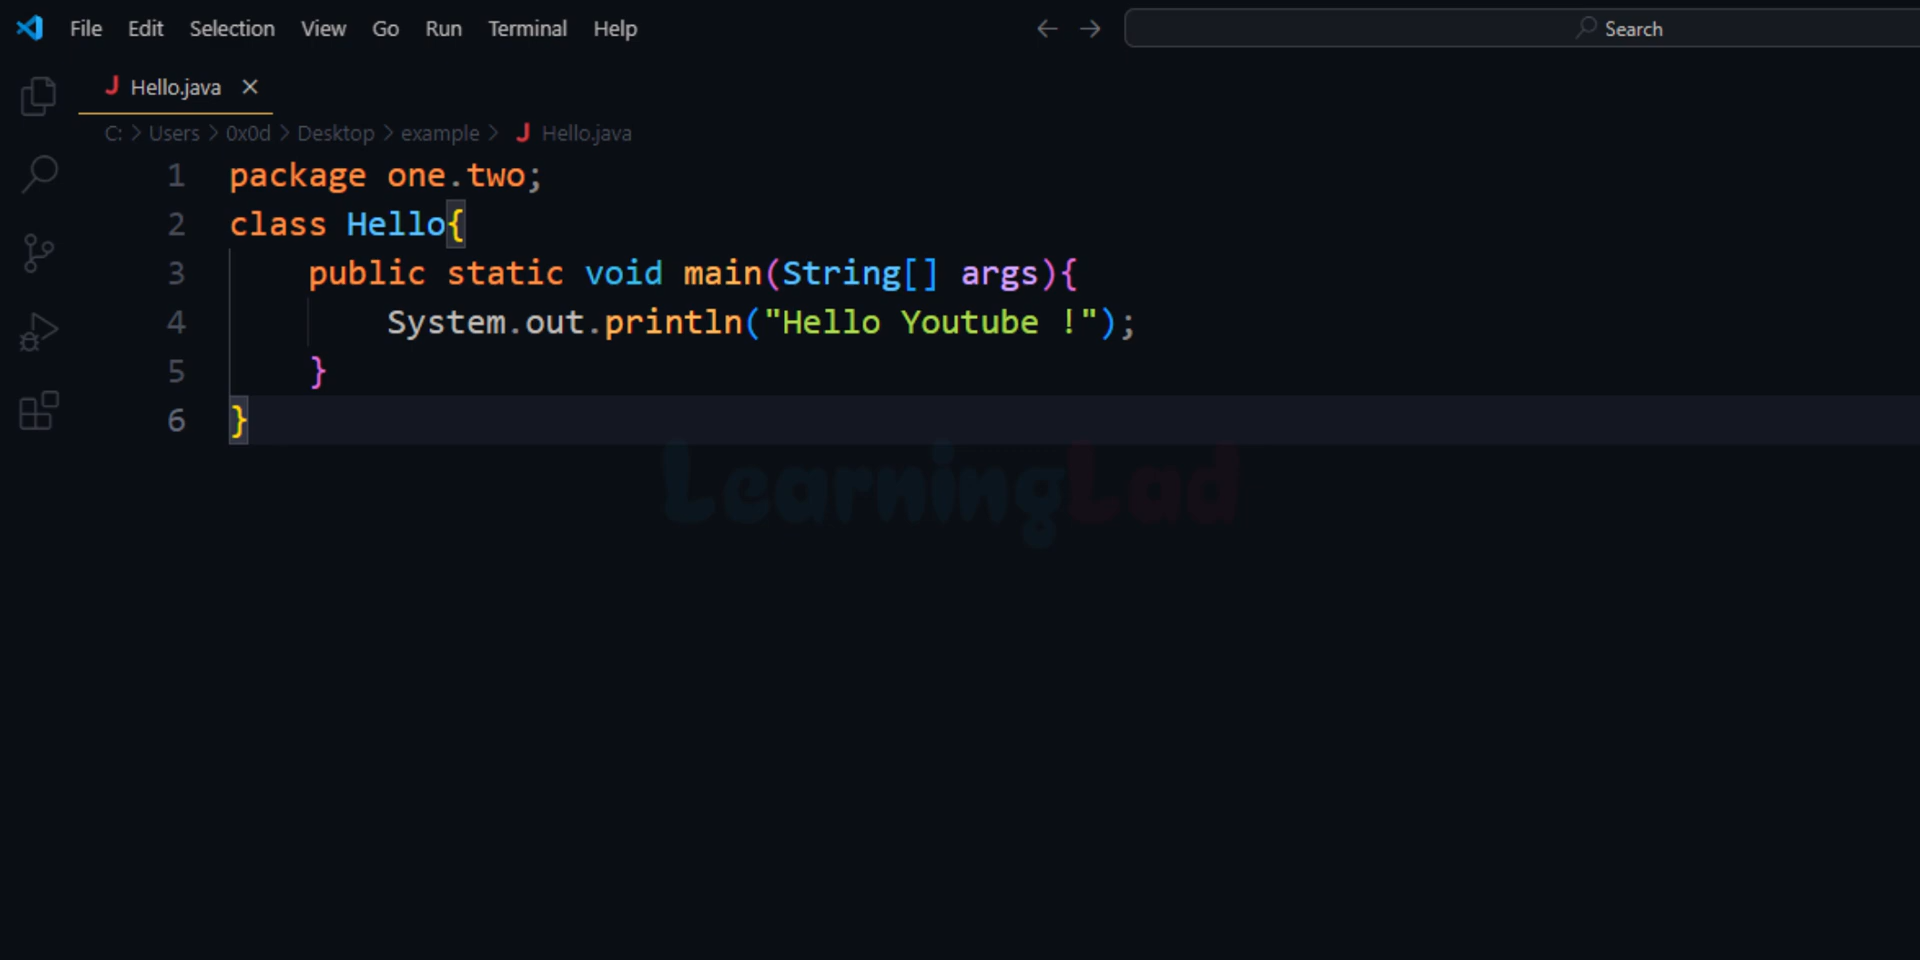 File Edit Selection View Go Run Terminal Help Search
J Hello.java
C: > Users > 0x0d > Desktop > example > J Hello.java
1 package one.two;
2 class Hello{
3 public static void main(String[] args){
4 System.out.println("Hello Youtube !");
5 }
6 }
LearningLad